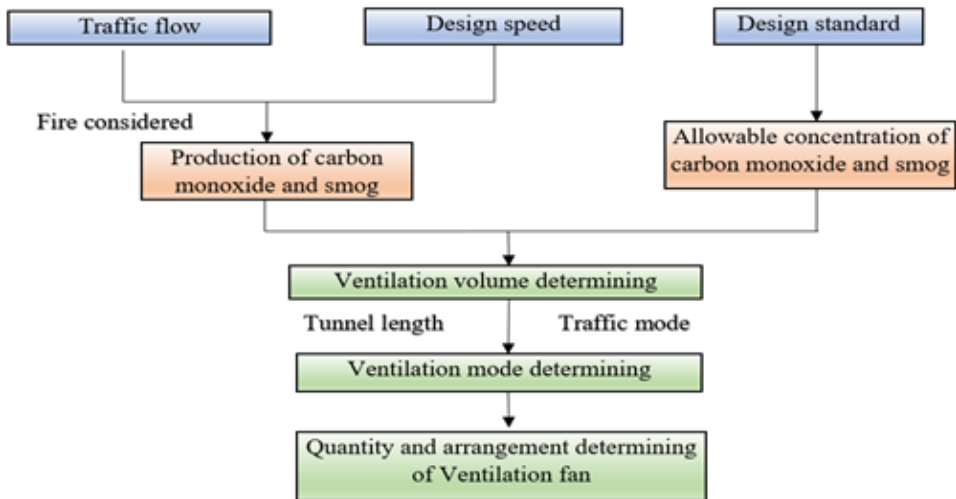 Traffic flow
Design speed
Design standard
Fire considered
Production of carbon
monoxide and smog
Allowable concentration of
carbon monoxide and smog
Ventilation volume determining
Tunnel length
Traffic mode
Ventilation mode determining
Quantity and arrangement determining
of Ventilation fan